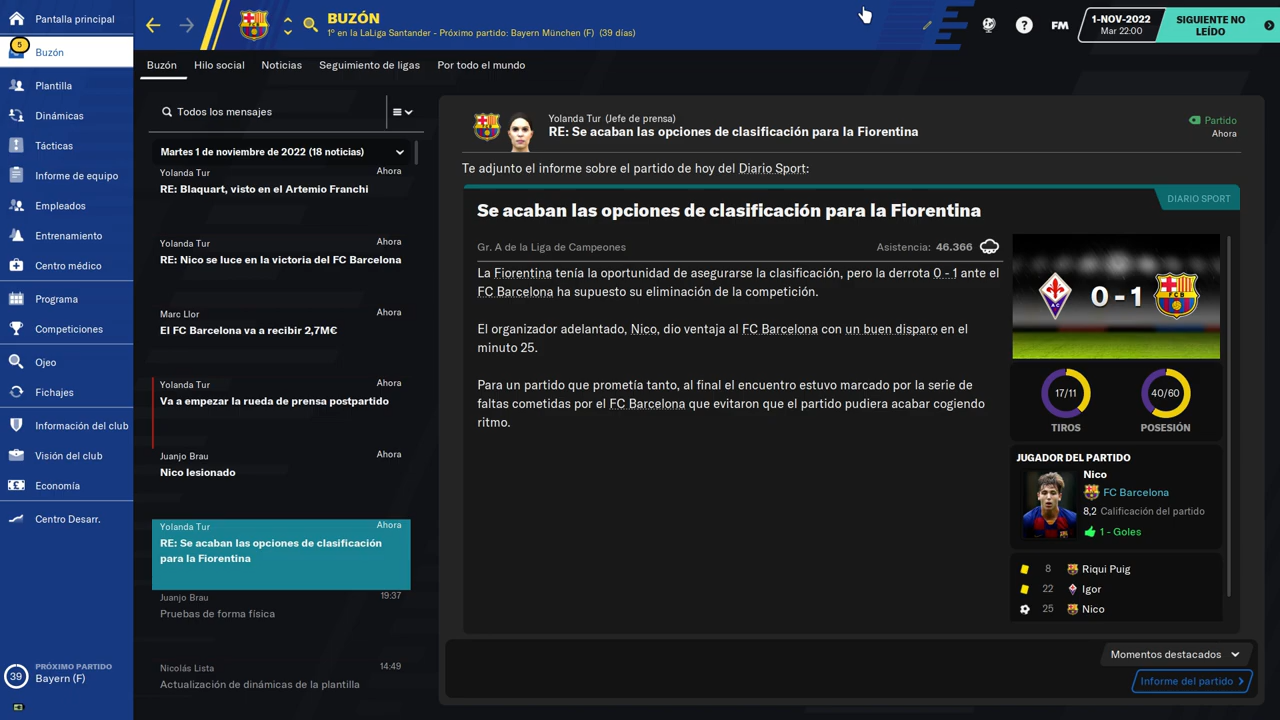 Pantalla principal
5
Buzón
Plantilla
Dinámicas
Tácticas
Informe de equipo
Empleados
Entrenamiento
Centro médico
Programa
Competiciones
Ojeo
Fichajes
Información del club
Visión del club
Economía
Centro Desarr.
39
PRÓXIMO PARTIDO
Bayern (F)
BUZÓN
1º en la LaLiga Santander - Próximo partido: Bayern München (F) (39 días)
FM
1-NOV-2022
Mar 22:00
SIGUIENTE NO
LEÍDO
Buzón
Hilo social
Noticias
Seguimiento de ligas
Por todo el mundo
Todos los mensajes
Martes 1 de noviembre de 2022 (18 noticias)
Yolanda Tur
Ahora
RE: Blaquart, visto en el Artemio Franchi
Yolanda Tur
Ahora
RE: Nico se luce en la victoria del FC Barcelona
Marc Llor
Ahora
El FC Barcelona va a recibir 2,7M€
Yolanda Tur
Ahora
Va a empezar la rueda de prensa postpartido
Juanjo Brau
Ahora
Nico lesionado
Yolanda Tur
Ahora
RE: Se acaban las opciones de clasificación
para la Fiorentina
Juanjo Brau
19:37
Pruebas de forma física
Nicolás Lista
14:49
Actualización de dinámicas de la plantilla
Yolanda Tur (Jefe de prensa)
RE: Se acaban las opciones de clasificación para la Fiorentina
Partido
Ahora
Te adjunto el informe sobre el partido de hoy del Diario Sport:
DIARIO SPORT
Se acaban las opciones de clasificación para la Fiorentina
Gr. A de la Liga de Campeones
Asistencia: 46.366
La Fiorentina tenía la oportunidad de asegurarse la clasificación, pero la derrota 0 - 1 ante el
FC Barcelona ha supuesto su eliminación de la competición.
El organizador adelantado, Nico, dio ventaja al FC Barcelona con un buen disparo en el
minuto 25.
Para un partido que prometía tanto, al final el encuentro estuvo marcado por la serie de
faltas cometidas por el FC Barcelona que evitaron que el partido pudiera acabar cogiendo
ritmo.
0 - 1
17/11
TIROS
40/60
POSESIÓN
JUGADOR DEL PARTIDO
Nico
FC Barcelona
8,2 Calificación del partido
1 - Goles
8 Riqui Puig
22 Igor
25 Nico
Momentos destacados
Informe del partido